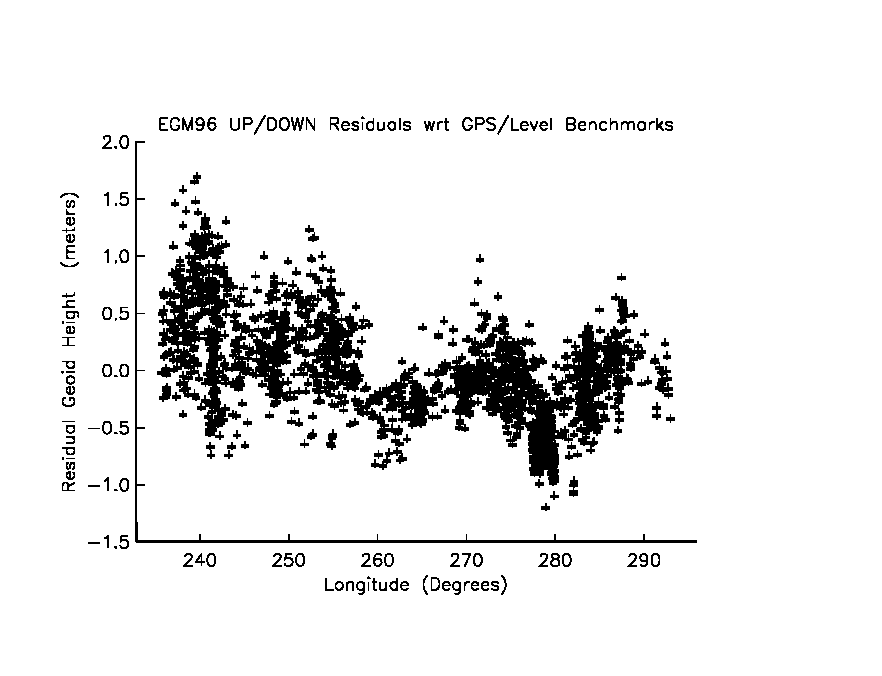 EGM96 UP/DOWN Residuals wrt GPS/Level Benchmarks
2.0
1.5
1.0
0.5
0.0
−0.5
−1.0
−1.5
Residual Geoid Height (meters)
240 250 260 270 280 290
Longitude (Degrees)